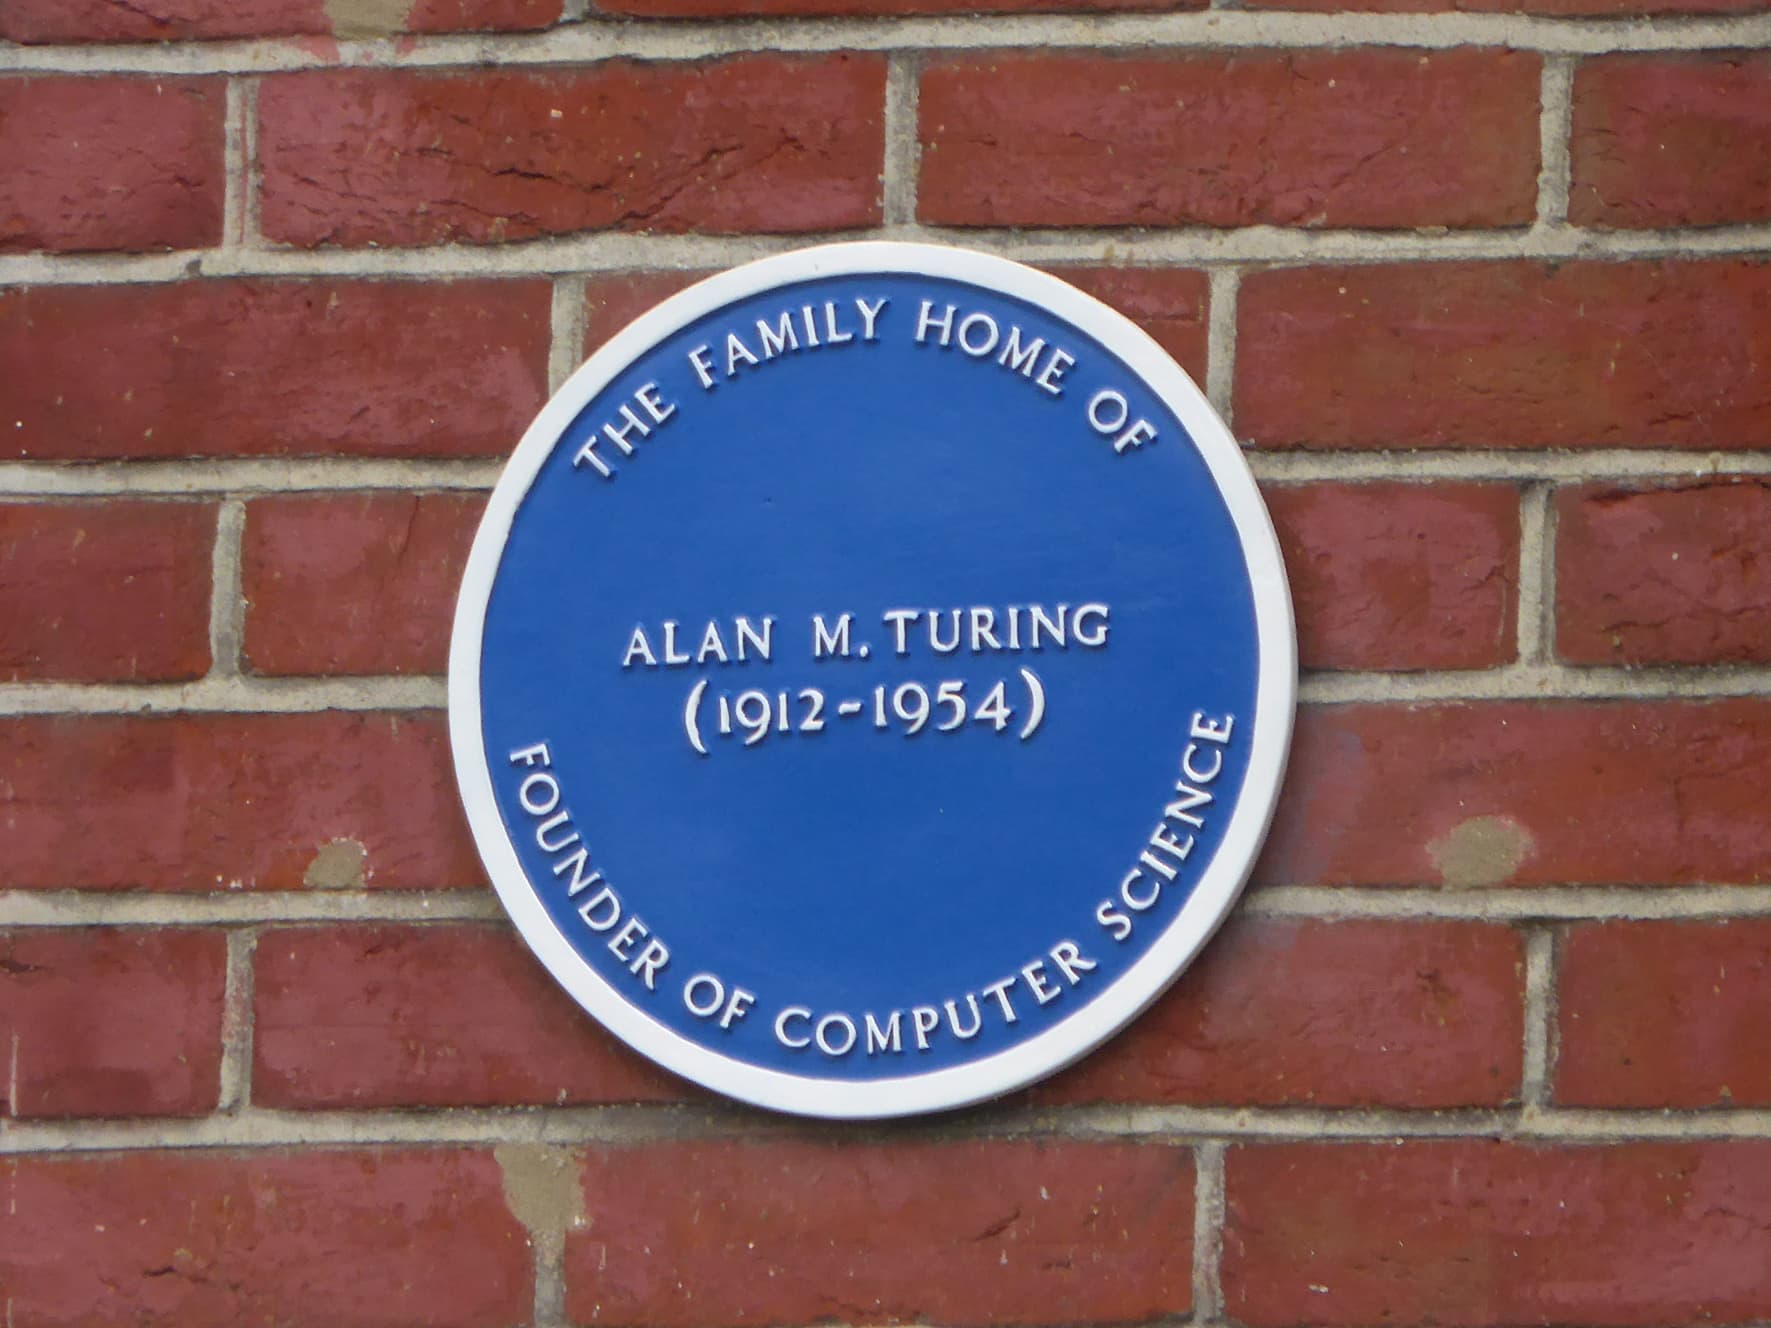 THE FAMILY HOME OF
ALAN M. TURING
(1912-1954)
FOUNDER OF COMPUTER SCIENCE